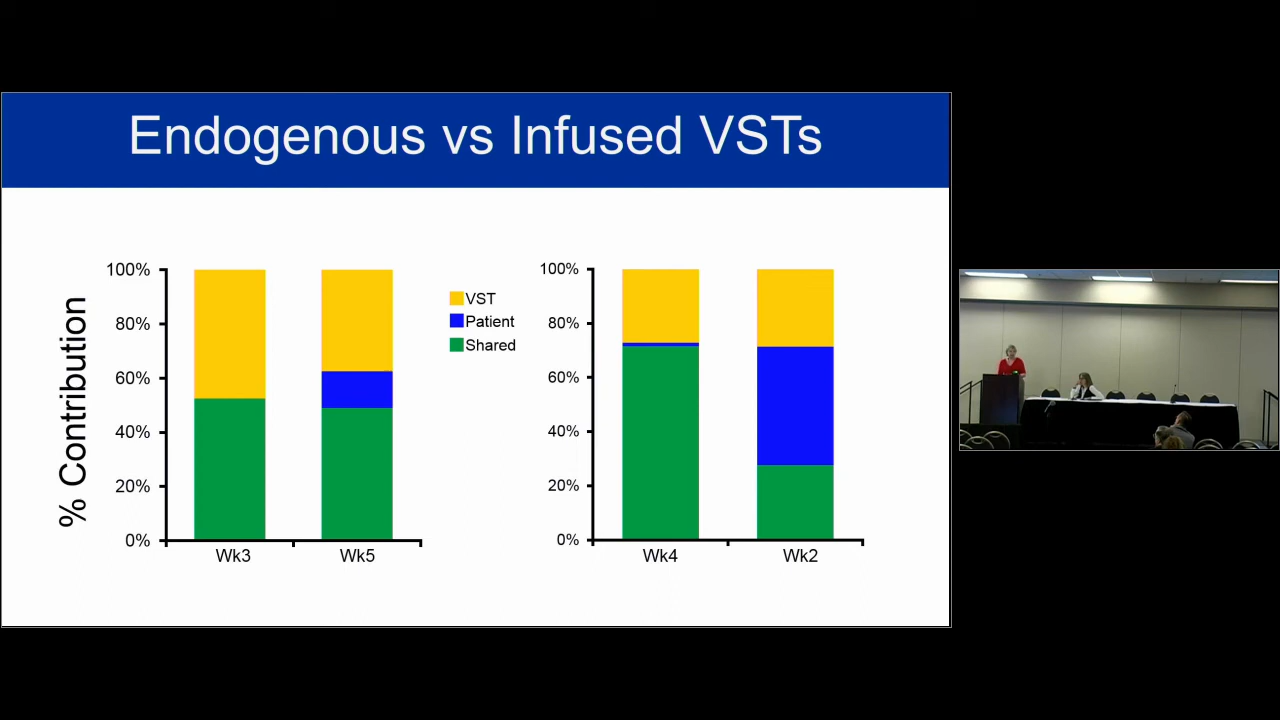 Endogenous vs Infused VSTs
% Contribution
100%
80%
60%
40%
20%
0%
Wk3 Wk5
VST
Patient
Shared
100%
80%
60%
40%
20%
0%
Wk4 Wk2